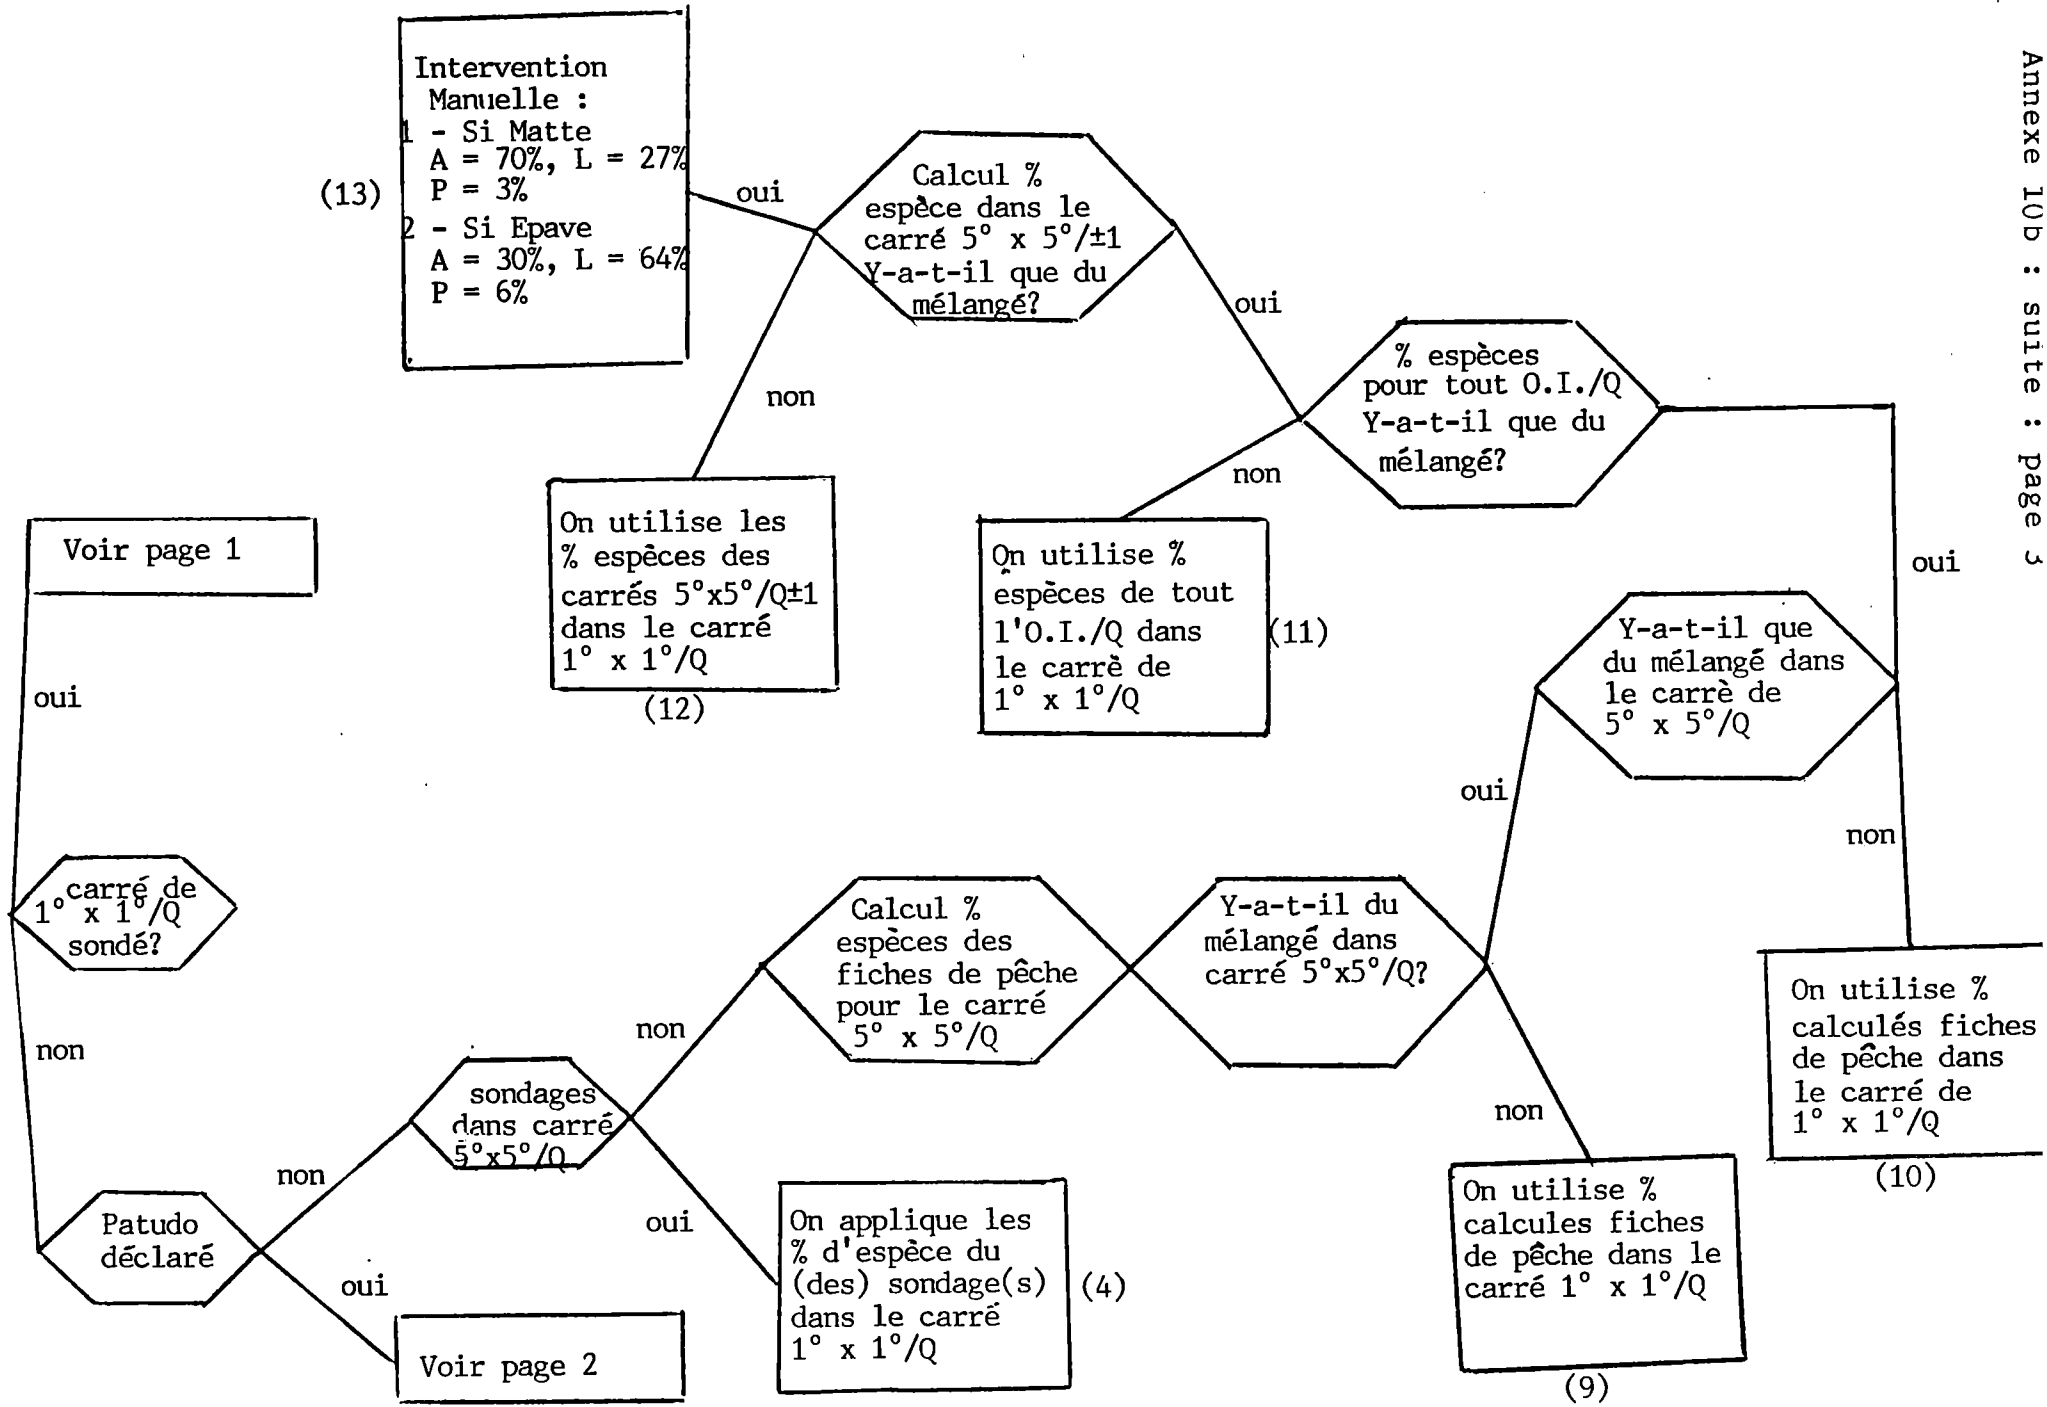 Annexe 10b : suite : page 3
Intervention
Manuelle :
1 - Si Matte
A = 70%, L = 27%
P = 3%
2 - Si Epave
A = 30%, L = 64%
P = 6%
(13)
oui
Calcul %
espèce dans le
carré 5° x 5°/±1
Y-a-t-il que du
mélangé?
oui
non
% espèces
pour tout O.I./Q
Y-a-t-il que du
mélangé?
non
oui
On utilise les
% espèces des
carrés 5°x5°/Q±1
dans le carré
1° x 1°/Q
(12)
On utilise %
espèces de tout
l'O.I./Q dans
le carrè de
1° x 1°/Q
(11)
Voir page 1
oui
Y-a-t-il que
du mélangé dans
le carrè de
5° x 5°/Q
oui
non
carré de
1° x 1°/Q
sondé?
non
Calcul %
espèces des
fiches de pêche
pour le carré
5° x 5°/Q
Y-a-t-il du
mélangé dans
carré 5°x5°/Q?
non
On utilise %
calculés fiches
de pêche dans
le carré de
1° x 1°/Q
(10)
non
sondages
dans carré
5°x5°/Q
non
oui
Patudo
déclaré
oui
Voir page 2
On applique les
% d'espèce du
(des) sondage(s)
dans le carré
1° x 1°/Q
(4)
On utilise %
calcules fiches
de pêche dans le
carré 1° x 1°/Q
(9)